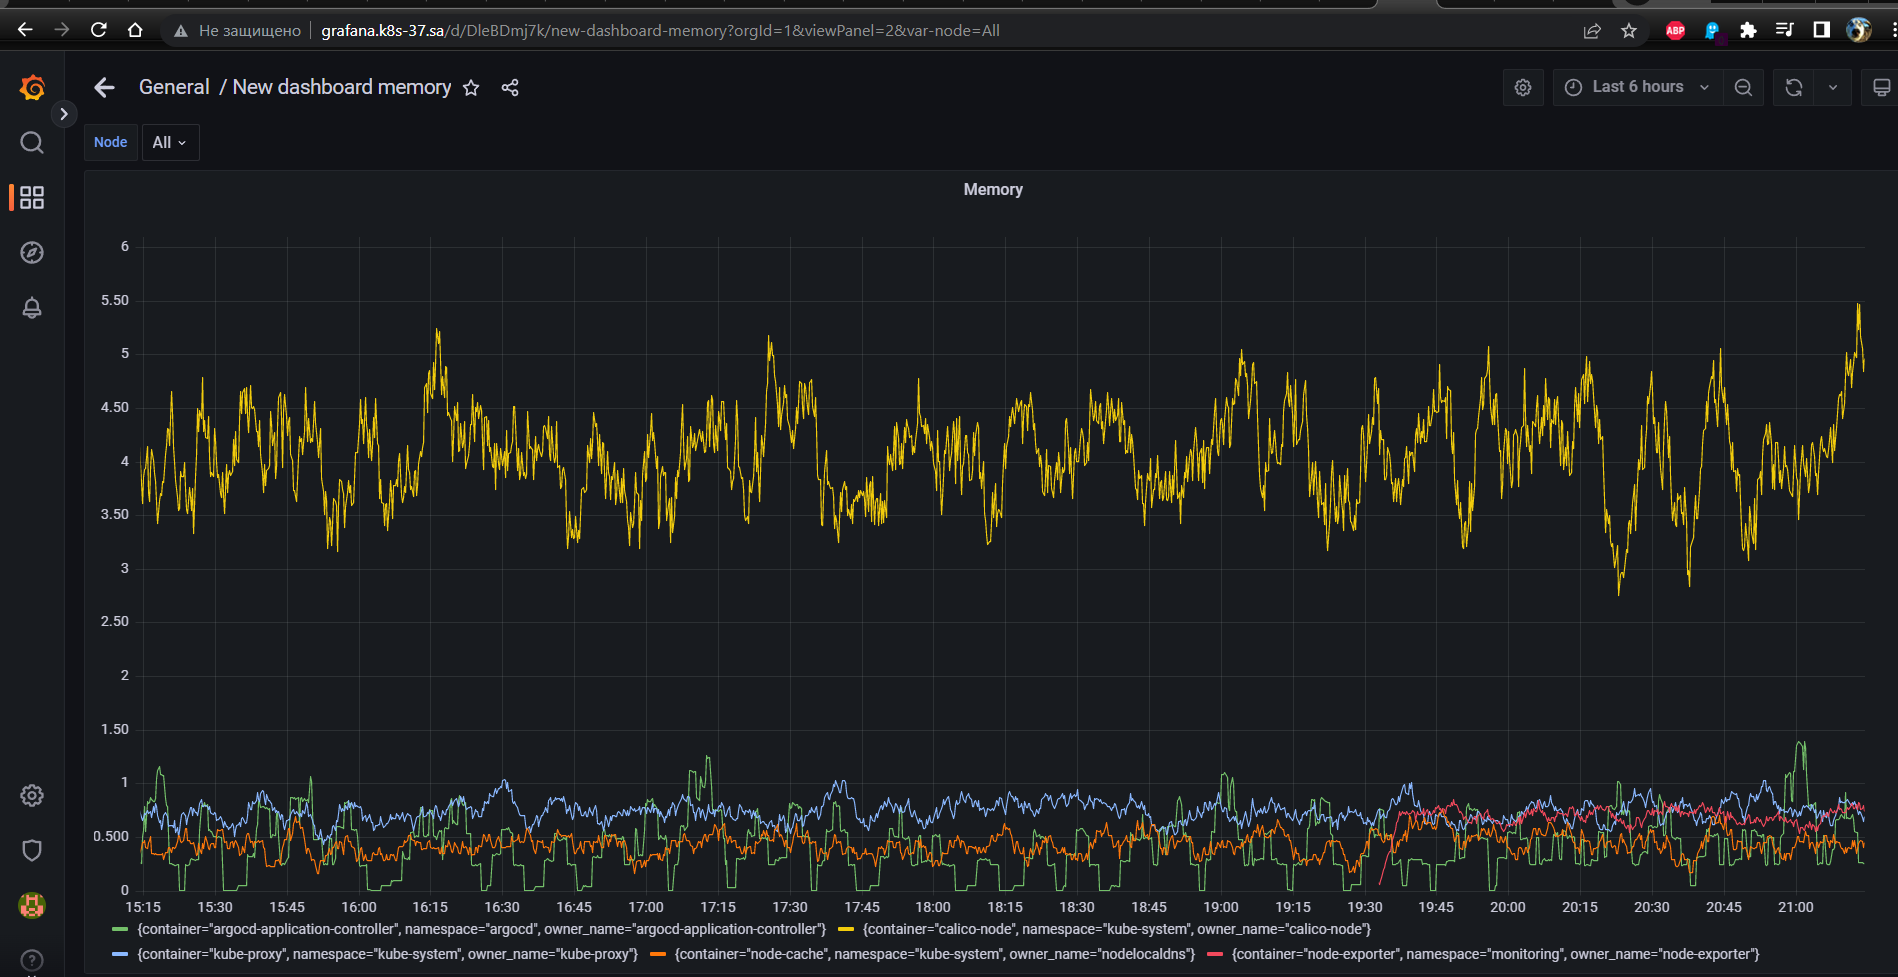 Не защищено grafana.k8s-37.sa/d/DleBDmj7k/new-dashboard-memory?orgId=1&viewPanel=2&var-node=All
ABP
General / New dashboard memory
Last 6 hours
Node All
Memory
6
5.50
5
4.50
4
3.50
3
2.50
2
1.50
1
0.500
0
15:15 15:30 15:45 16:00 16:15 16:30 16:45 17:00 17:15 17:30 17:45 18:00 18:15 18:30 18:45 19:00 19:15 19:30 19:45 20:00 20:15 20:30 20:45 21:00
{container="argocd-application-controller", namespace="argocd", owner_name="argocd-application-controller"} {container="calico-node", namespace="kube-system", owner_name="calico-node"}
{container="kube-proxy", namespace="kube-system", owner_name="kube-proxy"} {container="node-cache", namespace="kube-system", owner_name="nodelocaldns"} {container="node-exporter", namespace="monitoring", owner_name="node-exporter"}